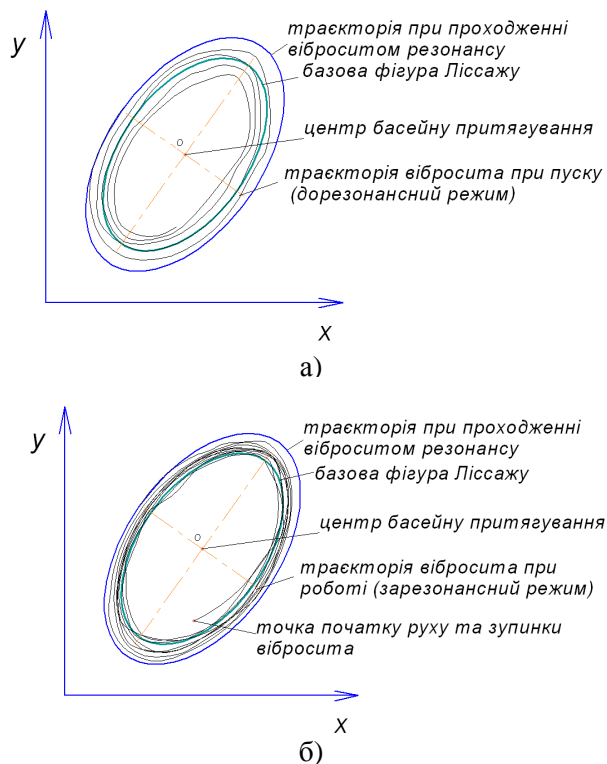 y
траєкторія при проходженні
віброситом резонансу
базова фігура Ліссажу
о
центр басейну притягування
траєкторія вібросита при пуску
(дорезонансний режим)
x
а)
y
траєкторія при проходженні
віброситом резонансу
базова фігура Ліссажу
о
центр басейну притягування
траєкторія вібросита при
роботі (зарезонансний режим)
точка початку руху та зупинки
вібросита
x
б)